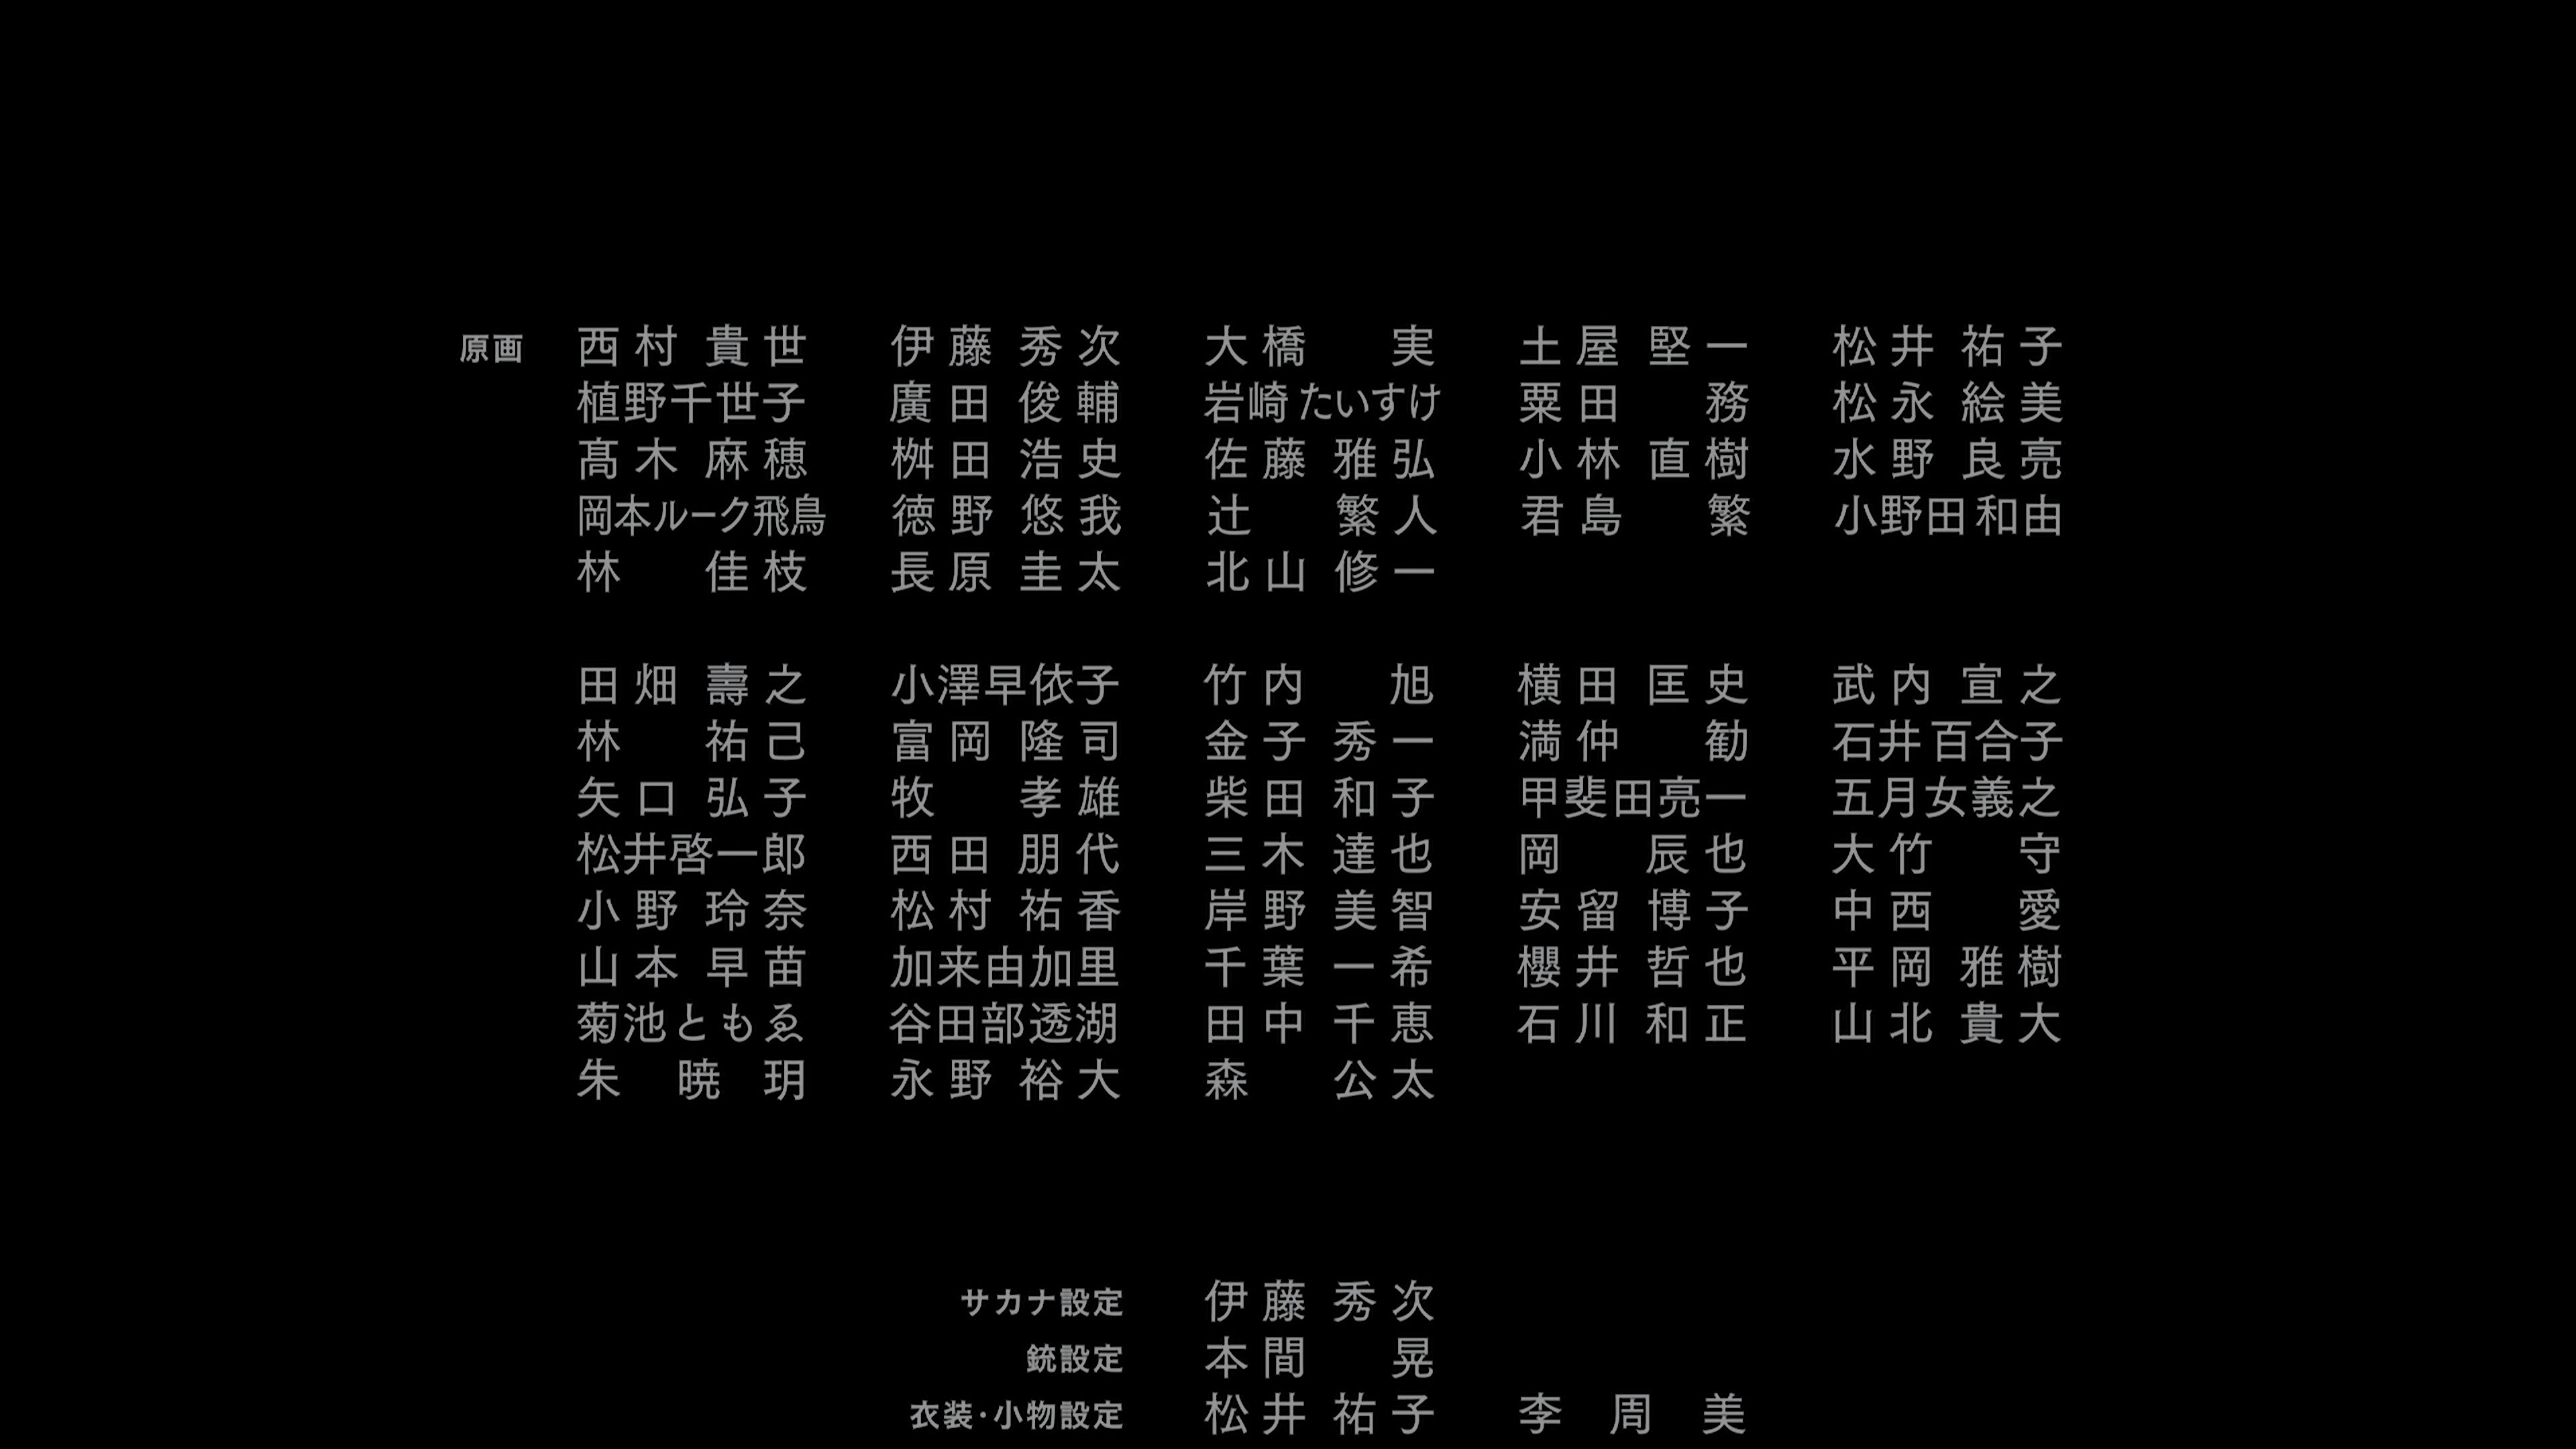 原画 西村貴世 伊藤秀次 大橋実 土屋堅一 松井祐子
植野千世子 廣田俊輔 岩崎たいすけ 粟田務 松永絵美
髙木麻穂 桝田浩史 佐藤雅弘 小林直樹 水野良亮
岡本ルーク飛鳥 徳野悠我 辻繁人 君島繁 小野田和由
林佳枝 長原圭太 北山修一
田畑壽之 小澤早依子 竹内旭 横田匡史 武内宣之
林祐己 富岡隆司 金子秀一 満仲勧 石井百合子
矢口弘子 牧孝雄 柴田和子 甲斐田亮一 五月女義之
松井啓一郎 西田朋代 三木達也 岡辰也 大竹守
小野玲奈 松村祐香 岸野美智 安留博子 中西愛
山本早苗 加来由加里 千葉一希 櫻井哲也 平岡雅樹
菊池ともゑ 谷田部透湖 田中千恵 石川和正 山北貴大
朱暁玥 永野裕大 森公太
サカナ設定 伊藤秀次
銃設定 本間晃
衣装・小物設定 松井祐子 李周美